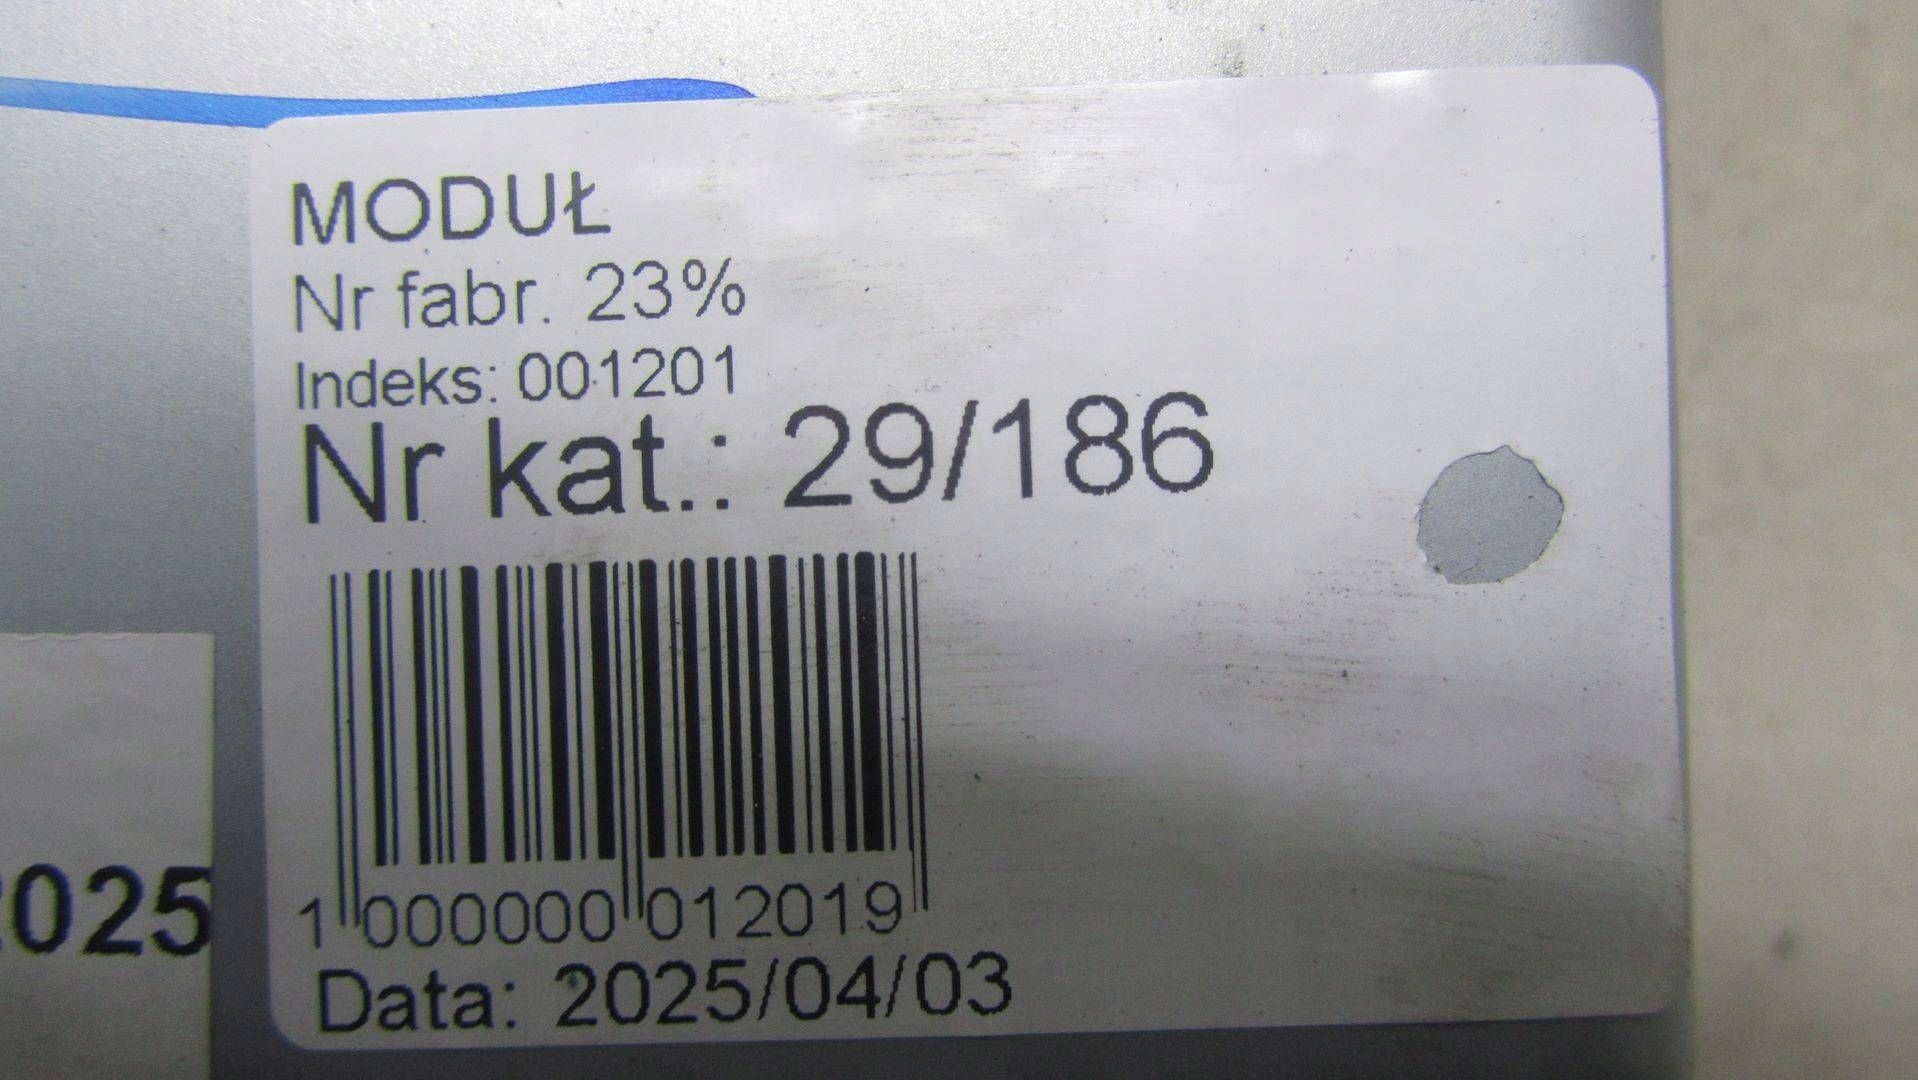 MODUŁ
Nr fabr. 23%
Indeks: 001201
Nr kat.: 29/186
1 000000 012019
Data: 2025/04/03
2025